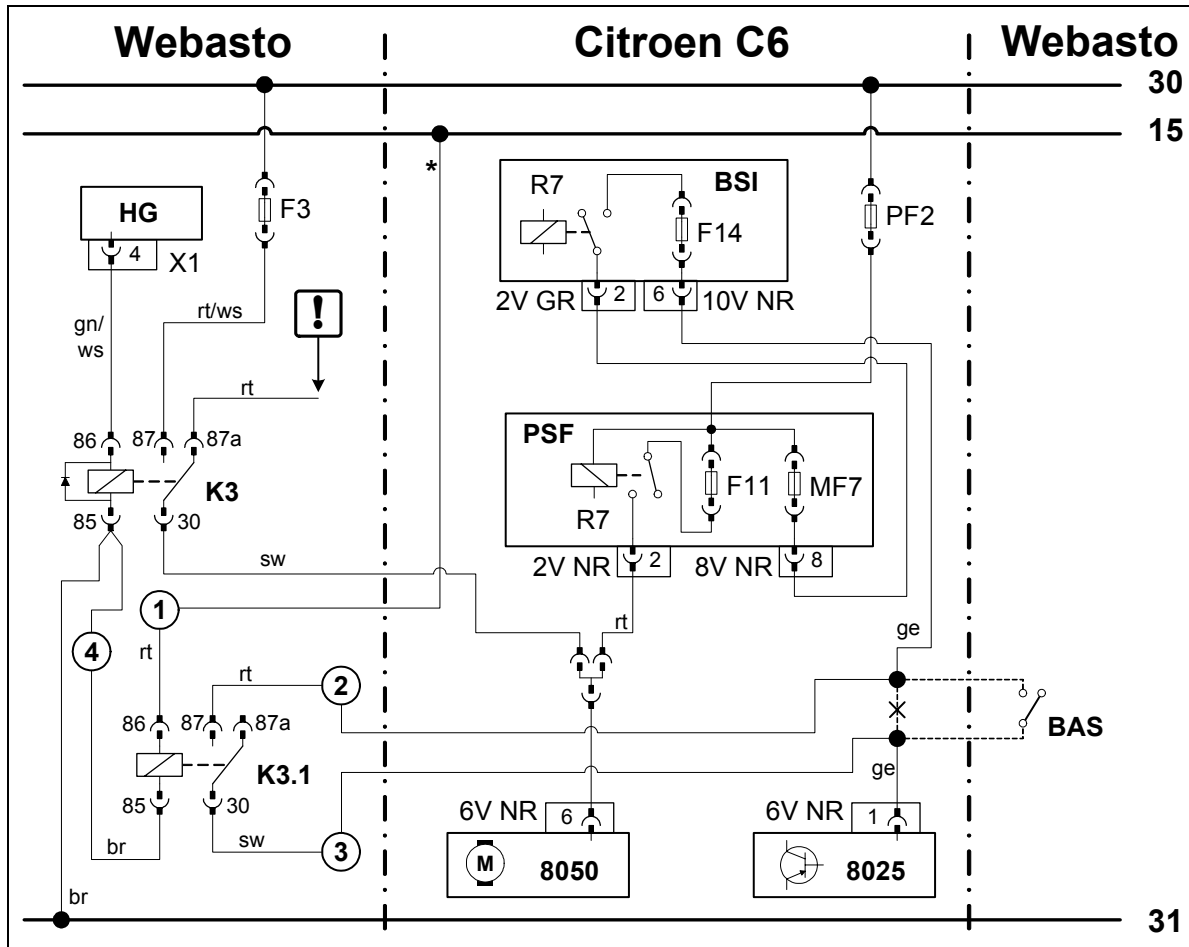 Webasto
Citroen C6
Webasto
30
15
*
R7
BSI
HG
F3
F14
PF2
4
X1
2V GR
2
6
10V NR
gn/
ws
rt/ws
!
rt
PSF
86
87
87a
K3
F11
MF7
R7
85
30
sw
2V NR
2
8V NR
8
1
rt
ge
4
rt
rt
2
86
87
87a
BAS
K3.1
ge
85
30
6V NR
6
6V NR
1
br
sw
3
M
8050
8025
br
31